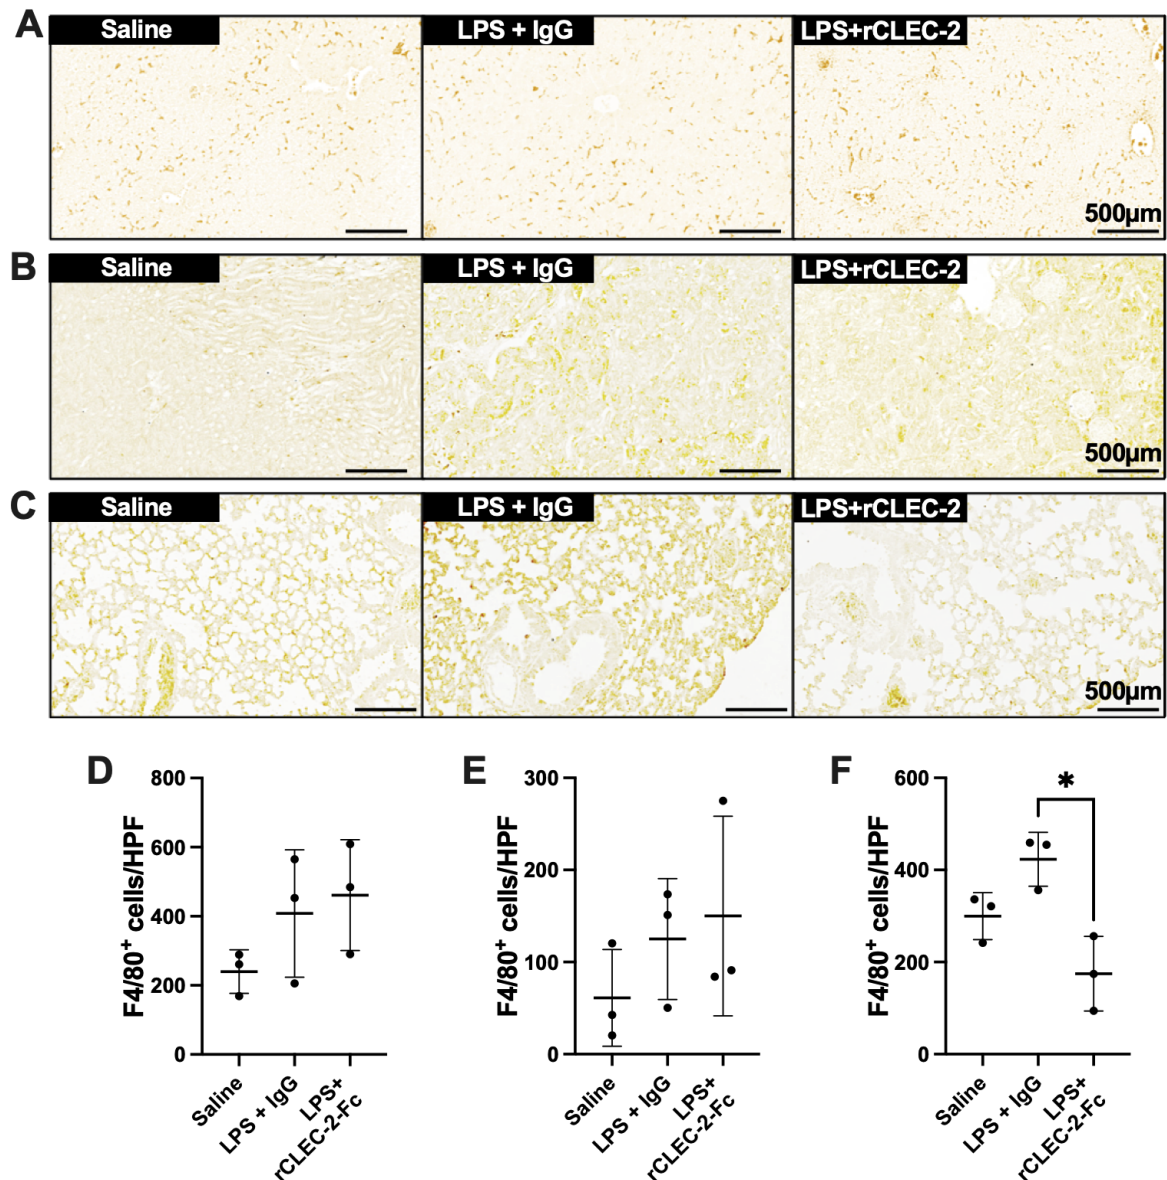 A
Saline
LPS + IgG
LPS+rCLEC-2
500µm
B
Saline
LPS + IgG
LPS+rCLEC-2
500µm
C
Saline
LPS + IgG
LPS+rCLEC-2
500µm
D
F4/80⁺ cells/HPF
800
600
400
200
0
Saline
LPS + IgG
LPS+
rCLEC-2-Fc
E
F4/80⁺ cells/HPF
300
200
100
0
Saline
LPS + IgG
LPS+
rCLEC-2-Fc
F
F4/80⁺ cells/HPF
600
400
200
0
*
Saline
LPS + IgG
LPS+
rCLEC-2-Fc